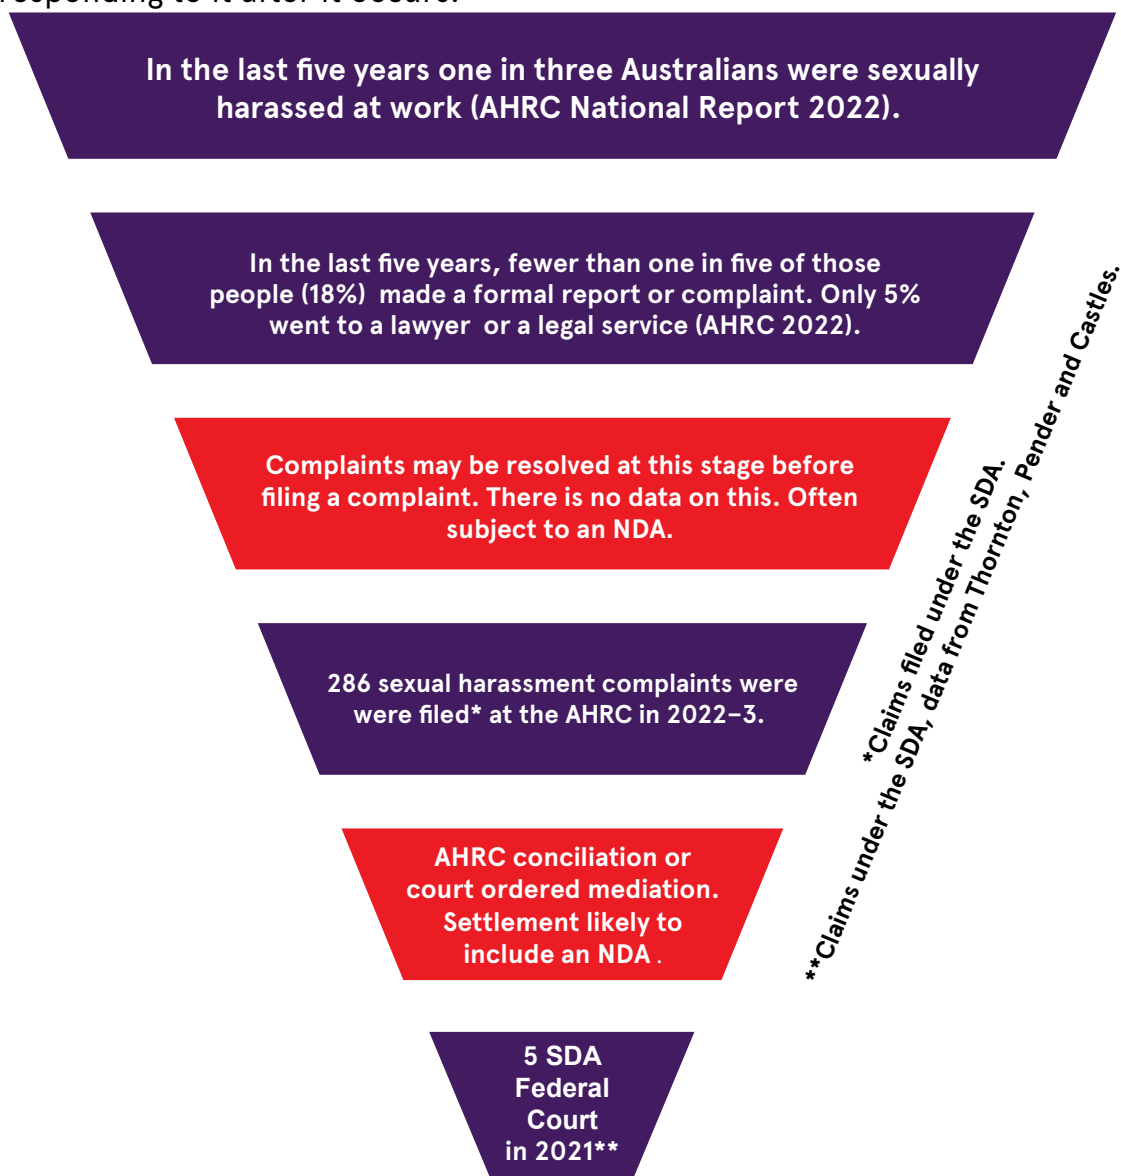 responding to it after it occurs.
In the last five years one in three Australians were sexually
harassed at work (AHRC National Report 2022).
In the last five years, fewer than one in five of those
people (18%) made a formal report or complaint. Only 5%
went to a lawyer or a legal service (AHRC 2022).
Complaints may be resolved at this stage before
filing a complaint. There is no data on this. Often
subject to an NDA.
286 sexual harassment complaints were
were filed* at the AHRC in 2022–3.
AHRC conciliation or
court ordered mediation.
Settlement likely to
include an NDA .
5 SDA
Federal
Court
in 2021**
*Claims filed under the SDA.
**Claims under the SDA, data from Thornton, Pender and Castles.